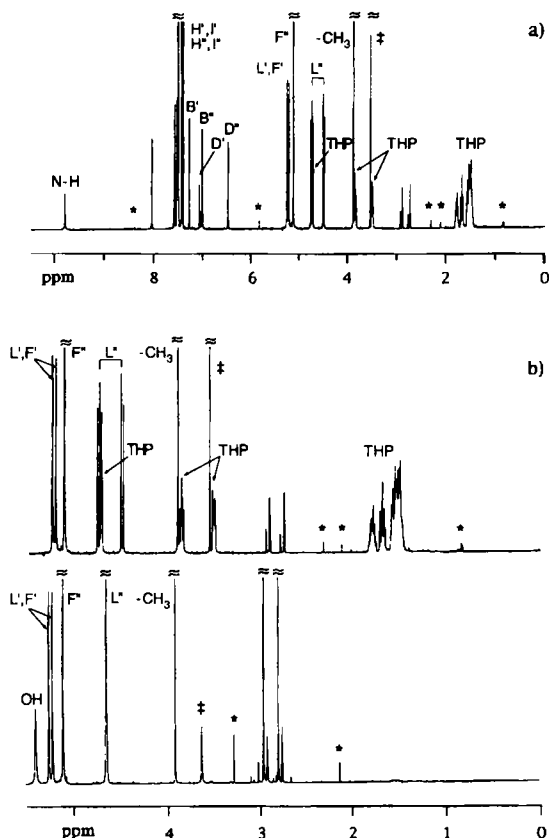 ≈ ≈ ≈ ≈
H', I'
H", I"
F" -CH₃ ‡ a)
L', F' L"
B' B" D' D"
THP THP THP
N-H
* * * * *
ppm 8 6 4 2 0
≈ ≈ ≈ b)
L', F' F" L" -CH₃ ‡
THP THP THP
* * *
≈ ≈ ≈ ≈ ≈
L', F' F" L" -CH₃
OH ‡ * *
ppm 4 3 2 1 0